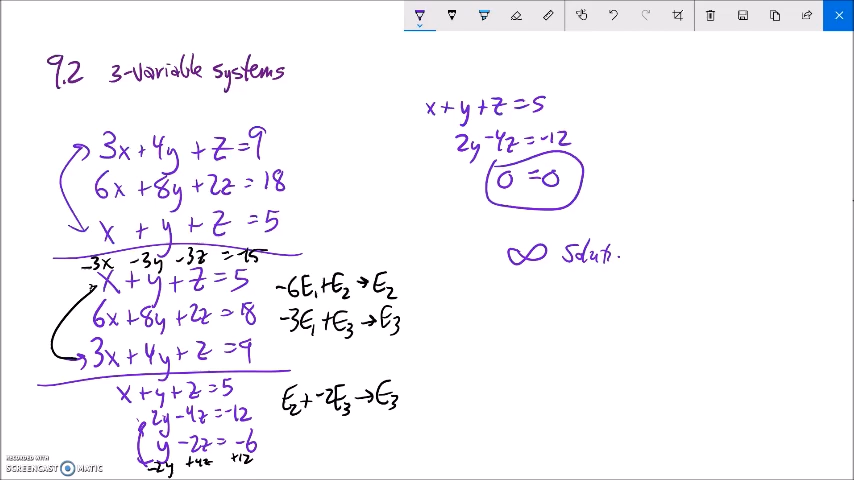 9.2 3-variable systems
3x + 4y + z = 9
6x + 8y + 2z = 18
x + y + z = 5
-3x -3y -3z = -15
x + y + z = 5 -6E₁ + E₂ → E₂
6x + 8y + 2z = 18 -3E₁ + E₃ → E₃
3x + 4y + z = 9
x + y + z = 5
2y - 4z = -12 E₂ + -2E₃ → E₃
y - 2z = -6
-2y +4z +12
x + y + z = 5
2y - 4z = -12
0 = 0
∞ Soluti
RECORDED WITH
SCREENCAST MATIC